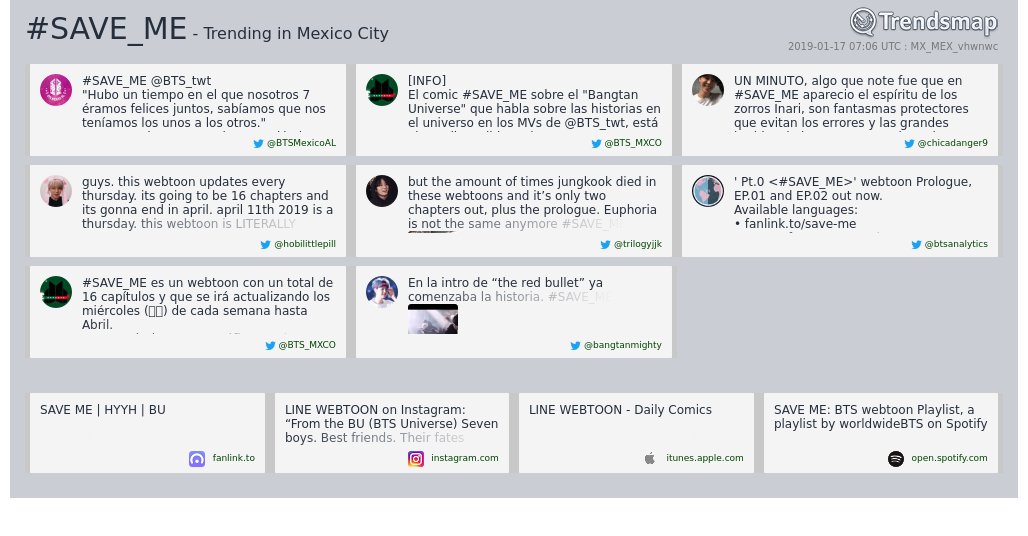 #SAVE_ME - Trending in Mexico City
Trendsmap
2019-01-17 07:06 UTC : MX_MEX_vhwnwc
#SAVE_ME @BTS_twt
"Hubo un tiempo en el que nosotros 7
éramos felices juntos, sabíamos que nos
teníamos los unos a los otros."
@BTSMexicoAL
[INFO]
El comic #SAVE_ME sobre el "Bangtan
Universe" que habla sobre las historias en
el universo en los MVs de @BTS_twt, está
@BTS_MXCO
UN MINUTO, algo que note fue que en
#SAVE_ME aparecio el espíritu de los
zorros Inari, son fantasmas protectores
que evitan los errores y las grandes
@chicadanger9
guys. this webtoon updates every
thursday. its going to be 16 chapters and
its gonna end in april. april 11th 2019 is a
thursday. this webtoon is LITERALLY
@hobilittlepill
but the amount of times jungkook died in
these webtoons and it's only two
chapters out, plus the prologue. Euphoria
is not the same anymore #SAVE_ME
@trilogyjjk
' Pt.0 <#SAVE_ME>' webtoon Prologue,
EP.01 and EP.02 out now.
Available languages:
• fanlink.to/save-me
@btsanalytics
#SAVE_ME es un webtoon con un total de
16 capítulos y que se irá actualizando los
miércoles () de cada semana hasta
Abril.
@BTS_MXCO
En la intro de “the red bullet” ya
comenzaba la historia. #SAVE_ME
@bangtanmighty
SAVE ME | HYYH | BU
fanlink.to
LINE WEBTOON on Instagram:
“From the BU (BTS Universe) Seven
boys. Best friends. Their fates
instagram.com
LINE WEBTOON - Daily Comics
itunes.apple.com
SAVE ME: BTS webtoon Playlist, a
playlist by worldwideBTS on Spotify
open.spotify.com